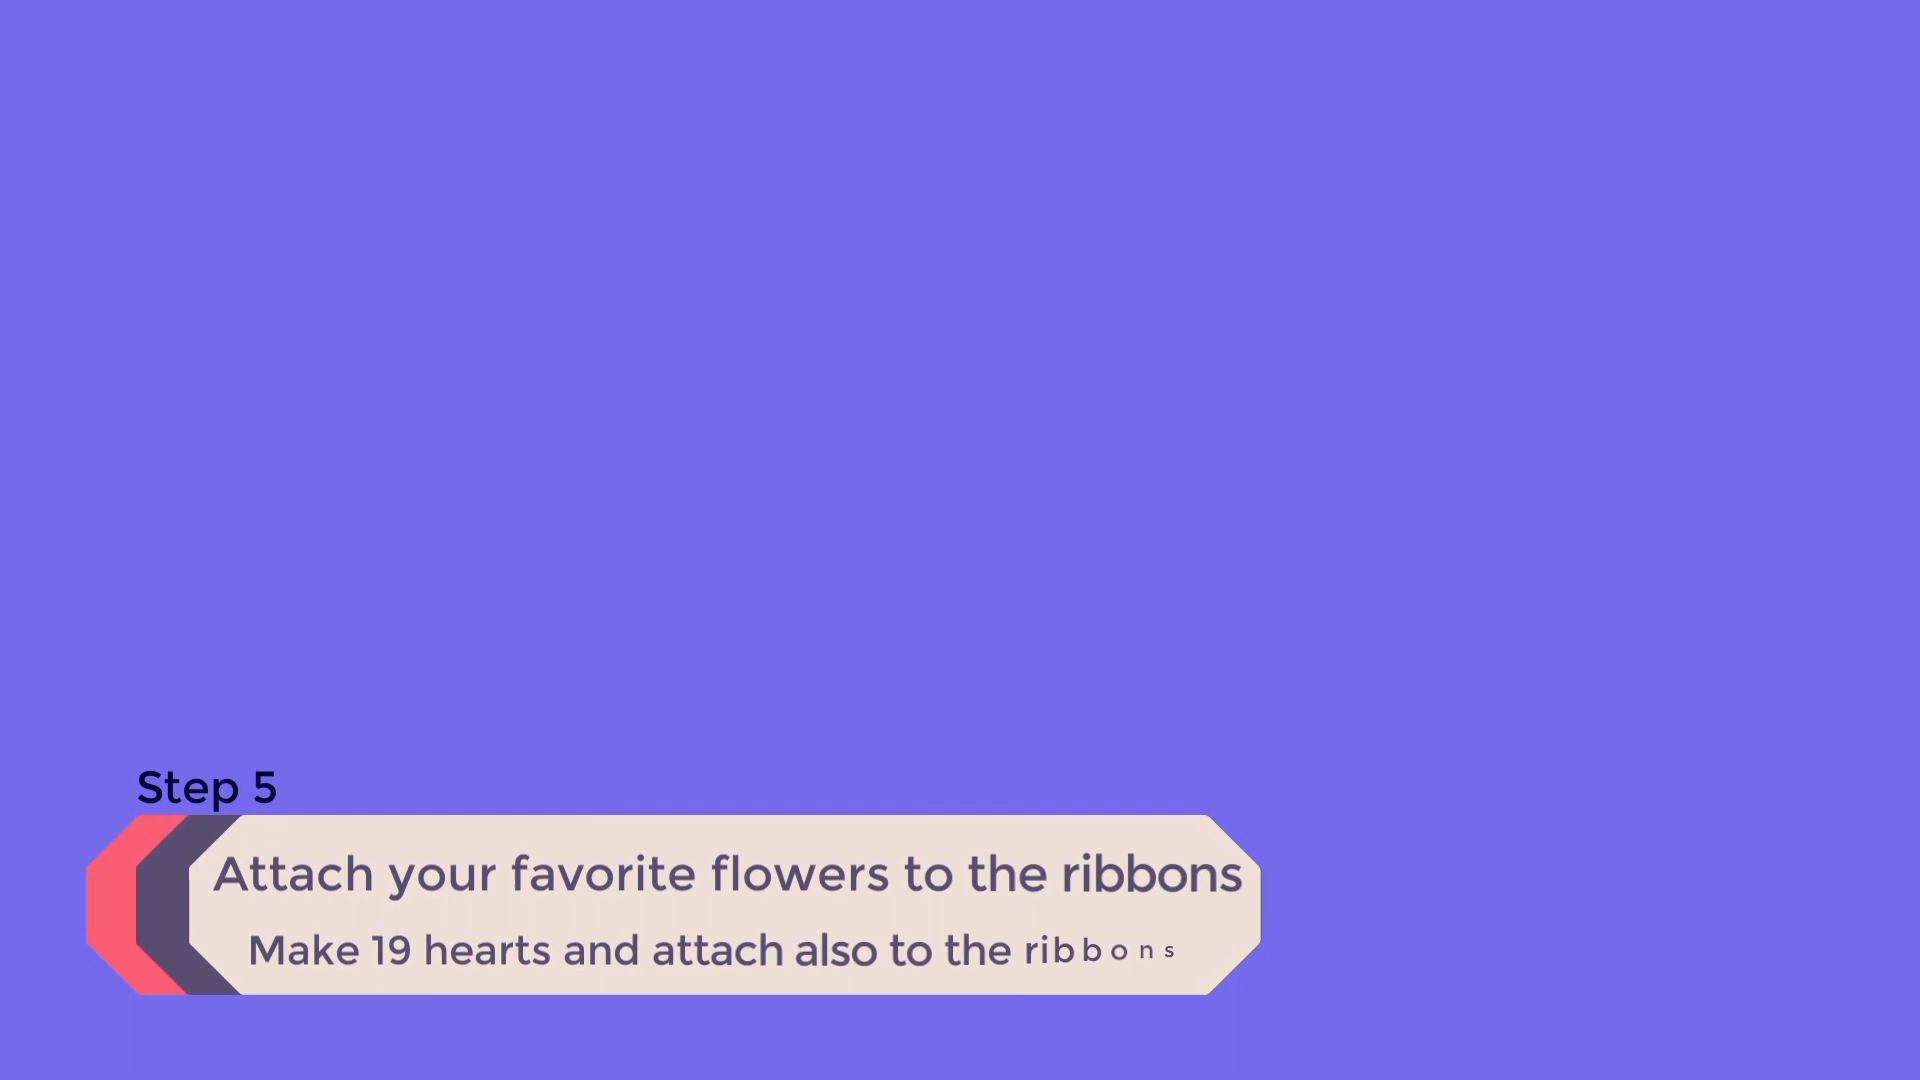 Step 5
Attach your favorite flowers to the ribbons
Make 19 hearts and attach also to the ribbons